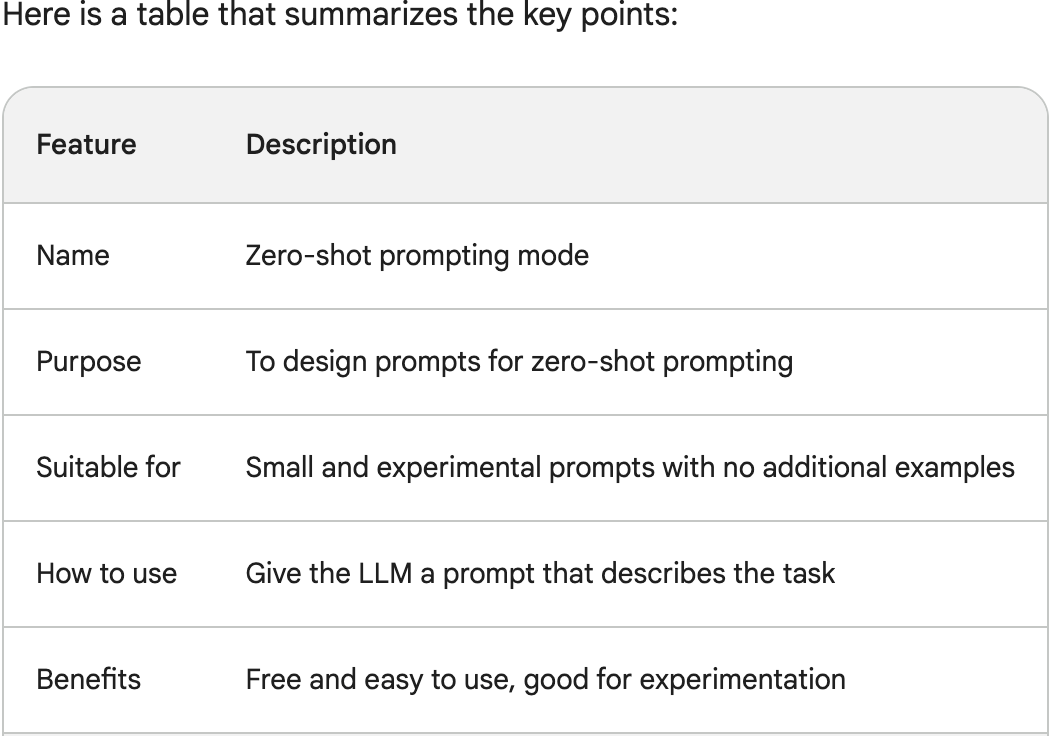 Here is a table that summarizes the key points:
Feature Description
Name Zero-shot prompting mode
Purpose To design prompts for zero-shot prompting
Suitable for Small and experimental prompts with no additional examples
How to use Give the LLM a prompt that describes the task
Benefits Free and easy to use, good for experimentation